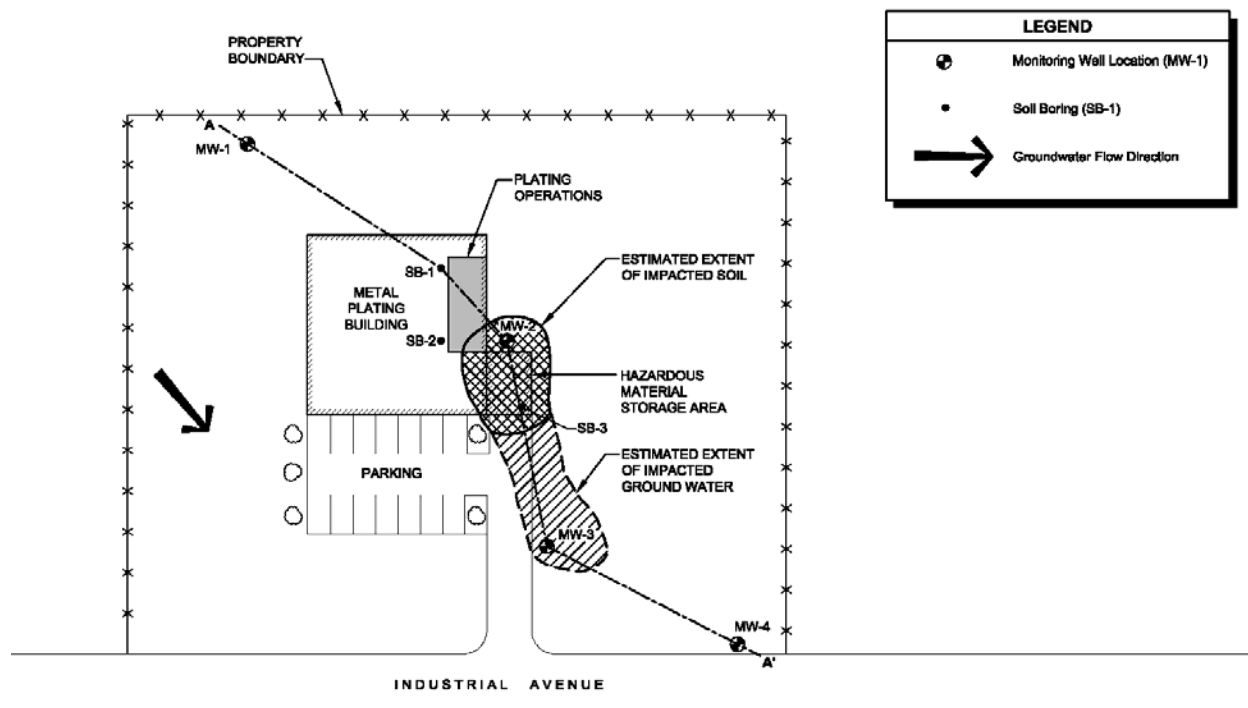 PROPERTY
BOUNDARY
LEGEND
Monitoring Well Location (MW-1)
Soil Boring (SB-1)
Groundwater Flow Direction
A
MW-1
PLATING
OPERATIONS
SB-1
METAL
PLATING
BUILDING
SB-2
ESTIMATED EXTENT
OF IMPACTED SOIL
MW-2
HAZARDOUS
MATERIAL
STORAGE AREA
SB-3
PARKING
ESTIMATED EXTENT
OF IMPACTED
GROUND WATER
MW-3
MW-4
A'
INDUSTRIAL AVENUE